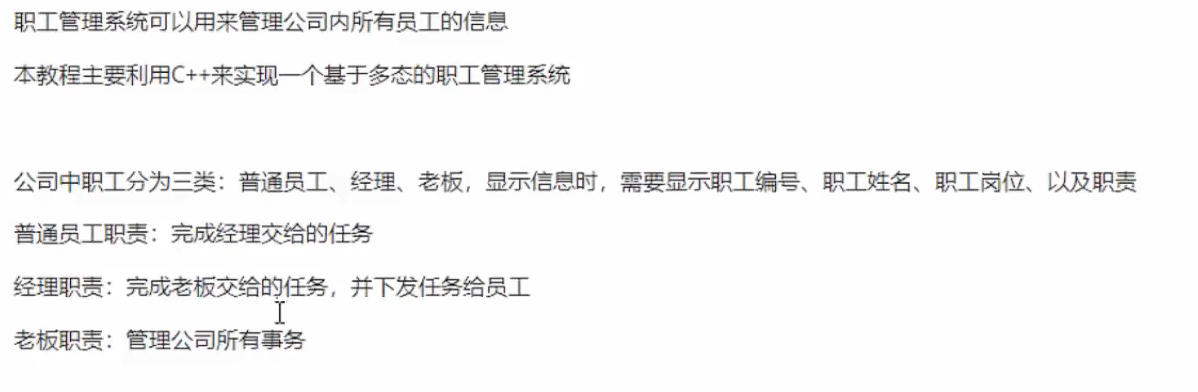 职工管理系统可以用来管理公司内所有员工的信息
本教程主要利用C++来实现一个基于多态的职工管理系统
公司中职工分为三类：普通员工、经理、老板，显示信息时，需要显示职工编号、职工姓名、职工岗位、以及职责
普通员工职责：完成经理交给的任务
经理职责：完成老板交给的任务，并下发任务给员工
老板职责：管理公司所有事务